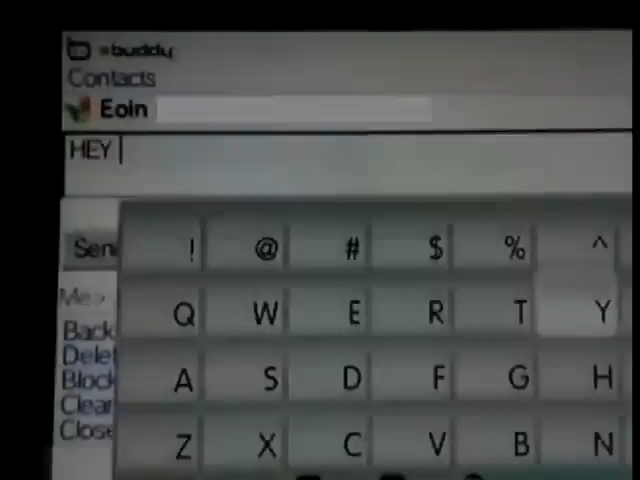 ebuddy
Contacts
Eoin
HEY
Sen
! @ # $ % ^
Me
Q W E R T Y
Back
Delet
Block
A S D F G H
Clear
Close
Z X C V B N